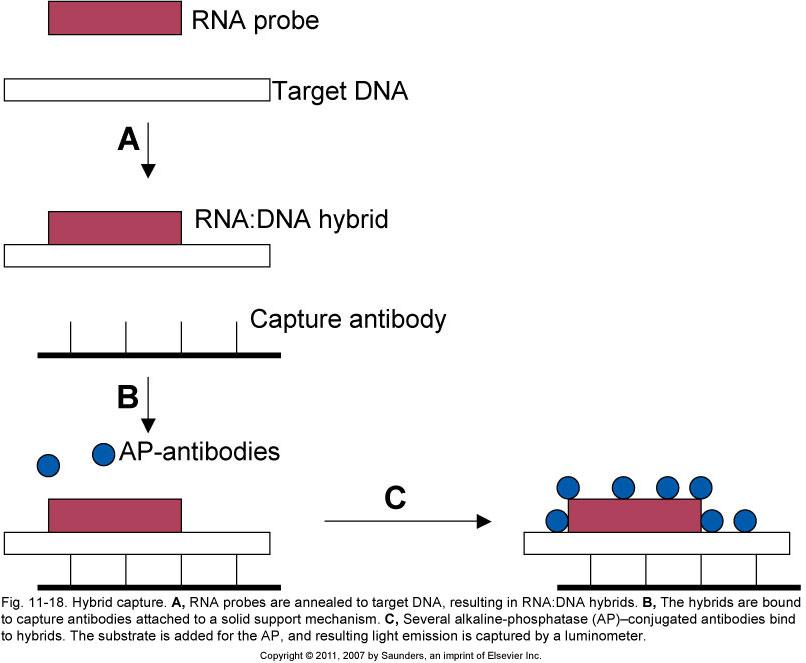 RNA probe
Target DNA
A
RNA:DNA hybrid
Capture antibody
B
AP-antibodies
C
Fig. 11-18. Hybrid capture. A, RNA probes are annealed to target DNA, resulting in RNA:DNA hybrids. B, The hybrids are bound
to capture antibodies attached to a solid support mechanism. C, Several alkaline-phosphatase (AP)–conjugated antibodies bind
to hybrids. The substrate is added for the AP, and resulting light emission is captured by a luminometer.
Copyright © 2011, 2007 by Saunders, an imprint of Elsevier Inc.